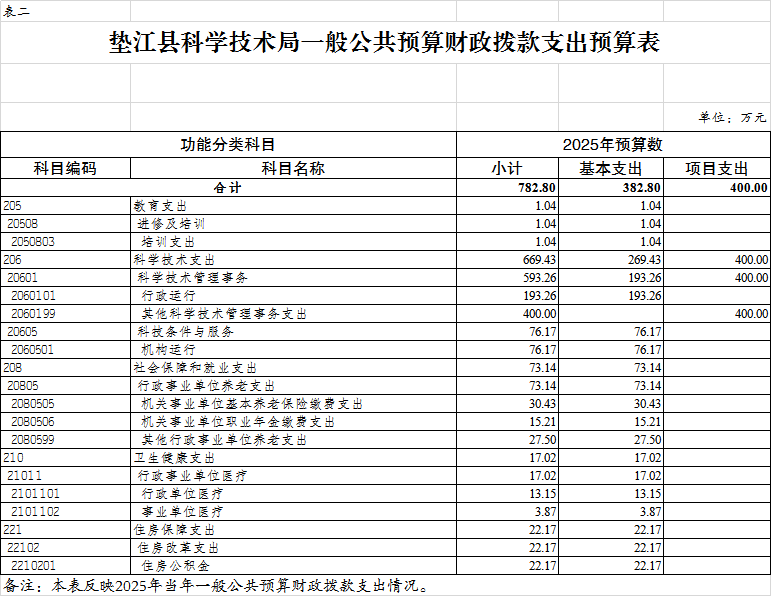 表二
垫江县科学技术局一般公共预算财政拨款支出预算表
单位：万元
功能分类科目 2025年预算数
科目编码 科目名称 小计 基本支出 项目支出
合计 782.80 382.80 400.00
205 教育支出 1.04 1.04
20508 进修及培训 1.04 1.04
2050803 培训支出 1.04 1.04
206 科学技术支出 669.43 269.43 400.00
20601 科学技术管理事务 593.26 193.26 400.00
2060101 行政运行 193.26 193.26
2060199 其他科学技术管理事务支出 400.00 400.00
20605 科技条件与服务 76.17 76.17
2060501 机构运行 76.17 76.17
208 社会保障和就业支出 73.14 73.14
20805 行政事业单位养老支出 73.14 73.14
2080505 机关事业单位基本养老保险缴费支出 30.43 30.43
2080506 机关事业单位职业年金缴费支出 15.21 15.21
2080599 其他行政事业单位养老支出 27.50 27.50
210 卫生健康支出 17.02 17.02
21011 行政事业单位医疗 17.02 17.02
2101101 行政单位医疗 13.15 13.15
2101102 事业单位医疗 3.87 3.87
221 住房保障支出 22.17 22.17
22102 住房改革支出 22.17 22.17
2210201 住房公积金 22.17 22.17
备注：本表反映2025年当年一般公共预算财政拨款支出情况。